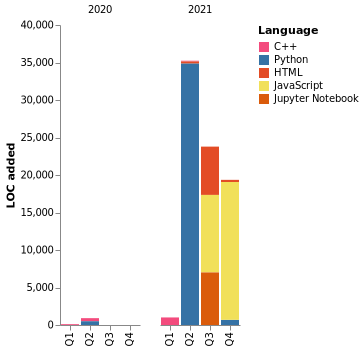 2020
2021
40,000
35,000
30,000
25,000
20,000
15,000
10,000
5,000
0
LOC added
Q1
Q2
Q3
Q4
Q1
Q2
Q3
Q4
Language
C++
Python
HTML
JavaScript
Jupyter Notebook